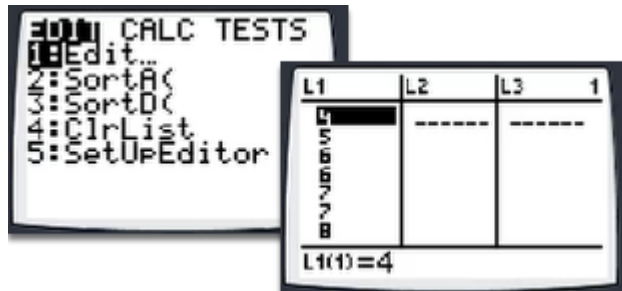 EDIT CALC TESTS
1:Edit…
2:SortA(
3:SortD(
4:ClrList
5:SetUpEditor
L1 L2 L3 1
4 ------ ------
5
6
6
7
7
8
L1(1)=4